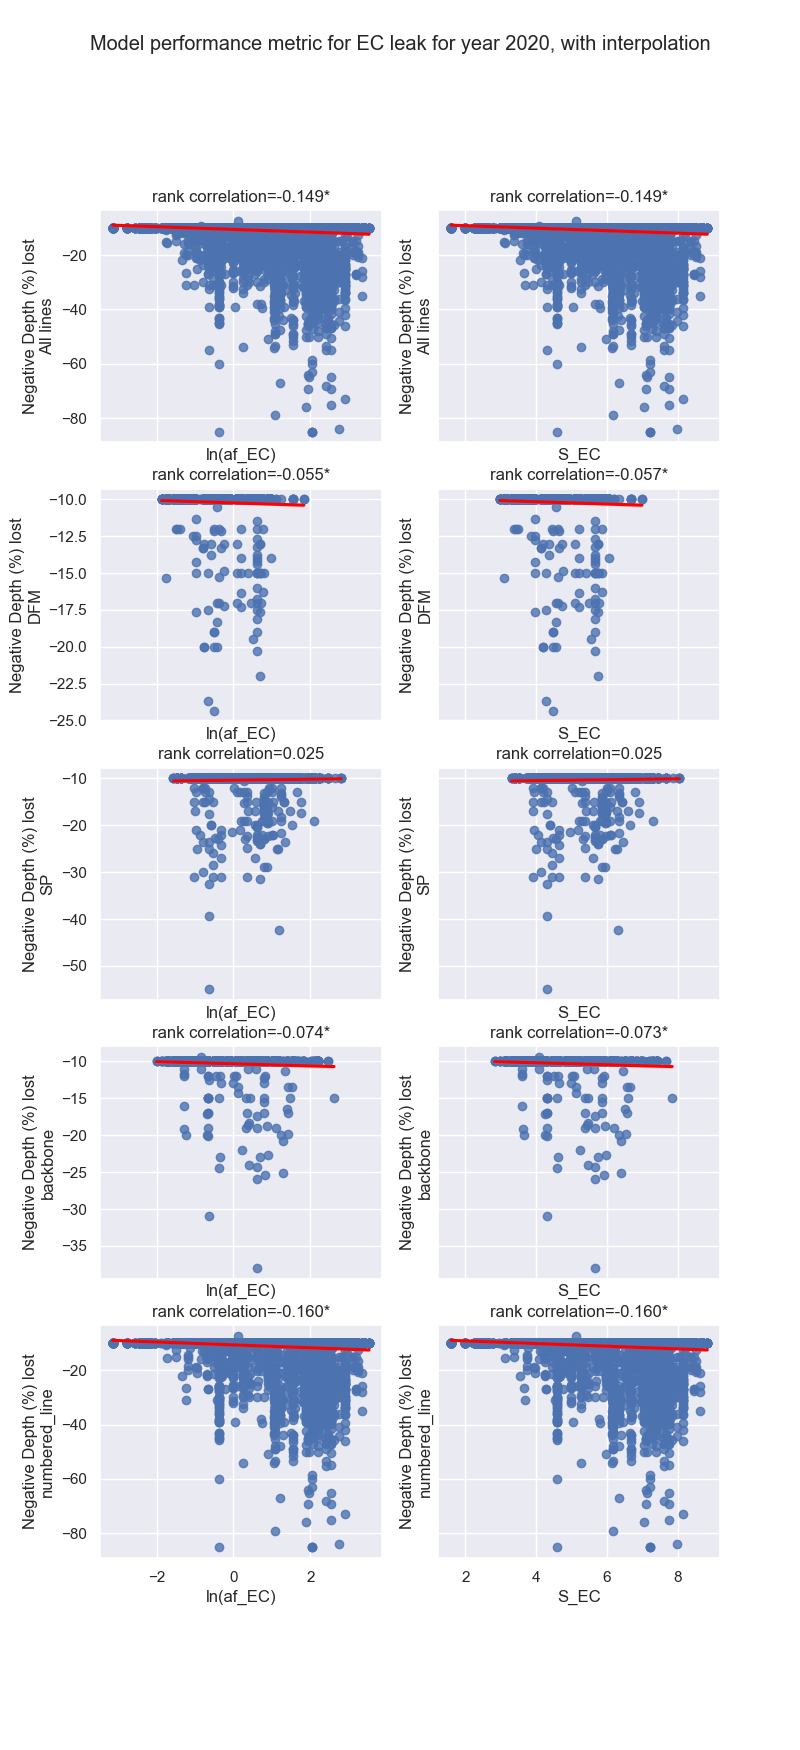 Model performance metric for EC leak for year 2020, with interpolation
rank correlation=-0.149*
Negative Depth (%) lost
All lines
−20
−40
−60
−80
ln(af_EC)
rank correlation=-0.149*
Negative Depth (%) lost
All lines
S_EC
rank correlation=-0.055*
Negative Depth (%) lost
DFM
−10.0
−12.5
−15.0
−17.5
−20.0
−22.5
−25.0
ln(af_EC)
rank correlation=-0.057*
Negative Depth (%) lost
DFM
S_EC
rank correlation=0.025
Negative Depth (%) lost
SP
−10
−20
−30
−40
−50
ln(af_EC)
rank correlation=0.025
Negative Depth (%) lost
SP
S_EC
rank correlation=-0.074*
Negative Depth (%) lost
backbone
−10
−15
−20
−25
−30
−35
ln(af_EC)
rank correlation=-0.073*
Negative Depth (%) lost
backbone
S_EC
rank correlation=-0.160*
Negative Depth (%) lost
numbered_line
−20
−40
−60
−80
−2 0 2
ln(af_EC)
rank correlation=-0.160*
Negative Depth (%) lost
numbered_line
2 4 6 8
S_EC